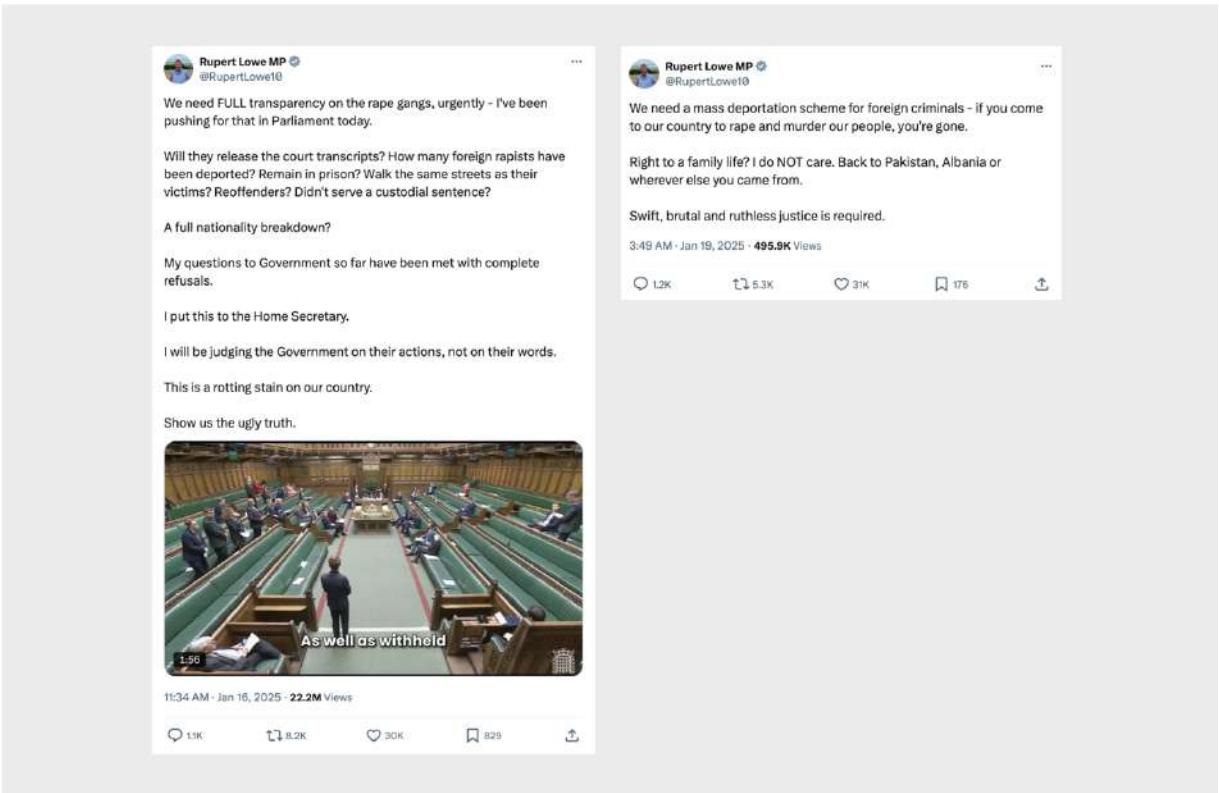 Rupert Lowe MP
@RupertLowe10
We need FULL transparency on the rape gangs, urgently - I've been
pushing for that in Parliament today.
Will they release the court transcripts? How many foreign rapists have
been deported? Remain in prison? Walk the same streets as their
victims? Reoffenders? Didn't serve a custodial sentence?
A full nationality breakdown?
My questions to Government so far have been met with complete
refusals.
I put this to the Home Secretary.
I will be judging the Government on their actions, not on their words.
This is a rotting stain on our country.
Show us the ugly truth.
As well as withheld
1:56
11:34 AM · Jan 16, 2025 · 22.2M Views
1.1K 8.2K 30K 829
Rupert Lowe MP
@RupertLowe10
We need a mass deportation scheme for foreign criminals - if you come
to our country to rape and murder our people, you're gone.
Right to a family life? I do NOT care. Back to Pakistan, Albania or
wherever else you came from.
Swift, brutal and ruthless justice is required.
3:49 AM · Jan 19, 2025 · 495.9K Views
1.2K 5.3K 31K 176